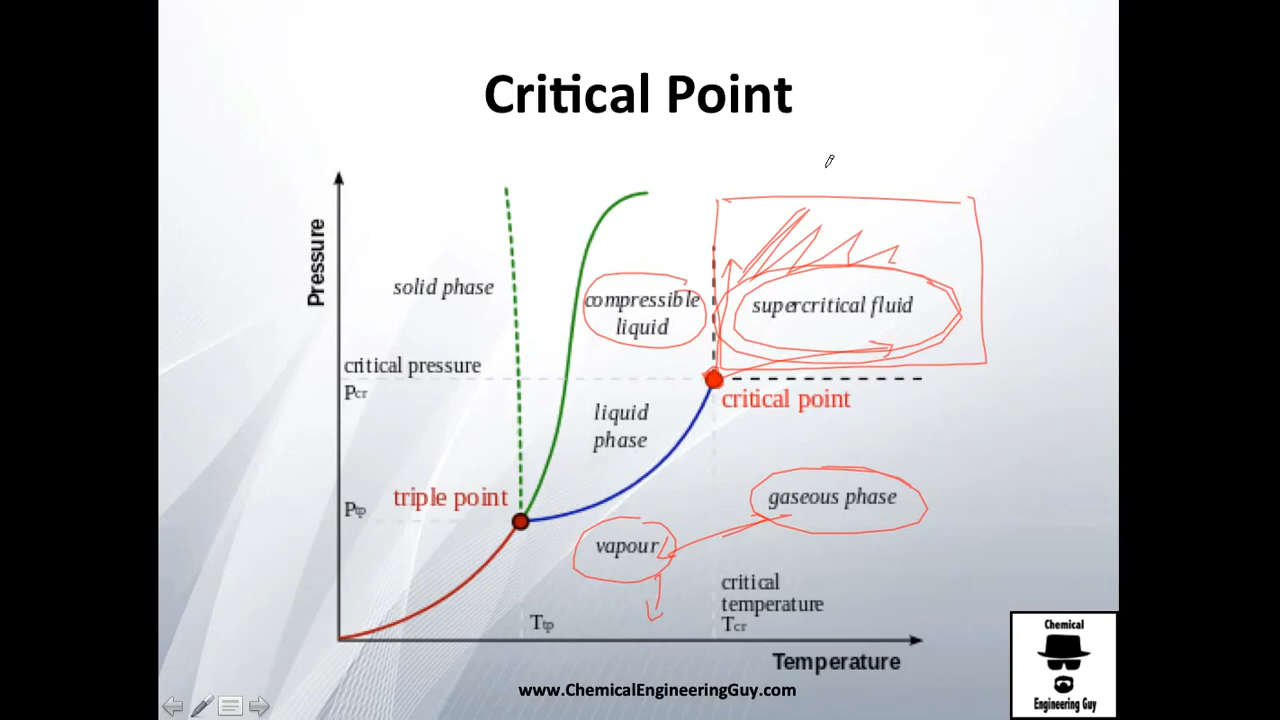 Critical Point
Pressure
solid phase
compressible
liquid
supercritical fluid
critical pressure
Pcr
critical point
liquid
phase
triple point
gaseous phase
Ptp
vapour
critical
temperature
Ttp
Tcr
Temperature
www.ChemicalEngineeringGuy.com
Chemical
Engineering Guy